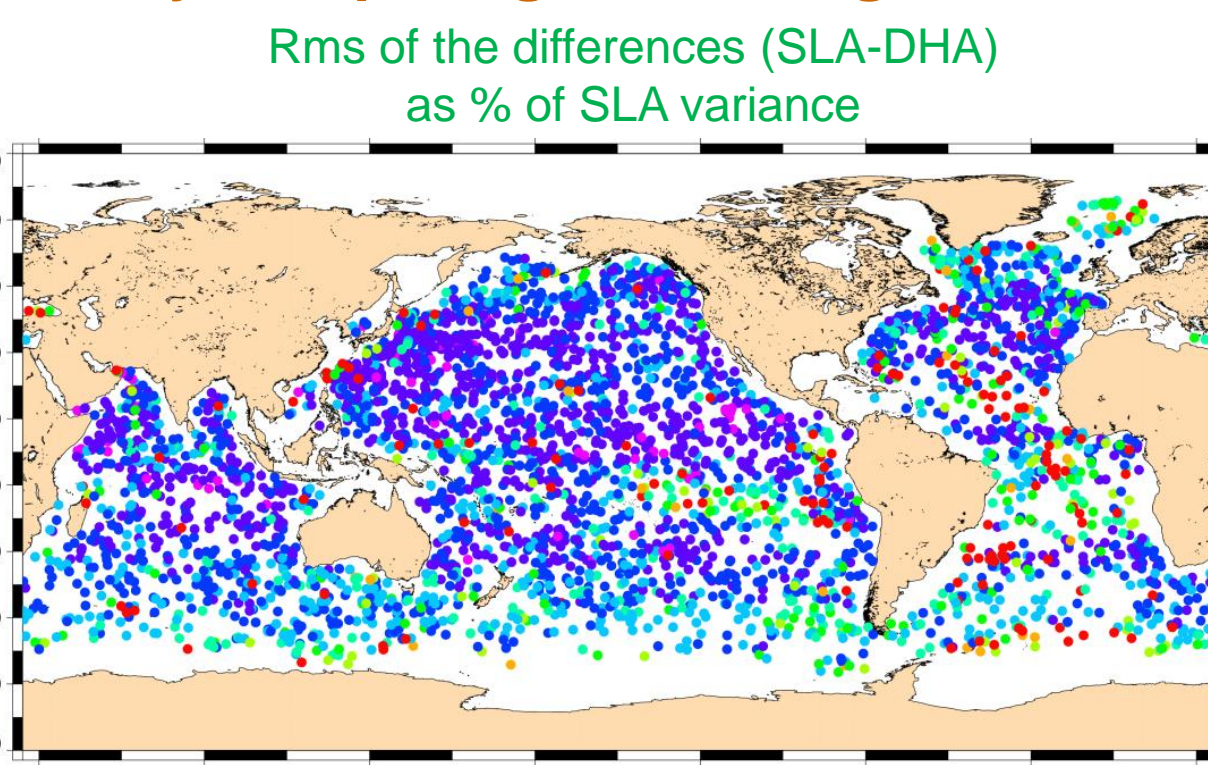 Rms of the differences (SLA-DHA)
as % of SLA variance